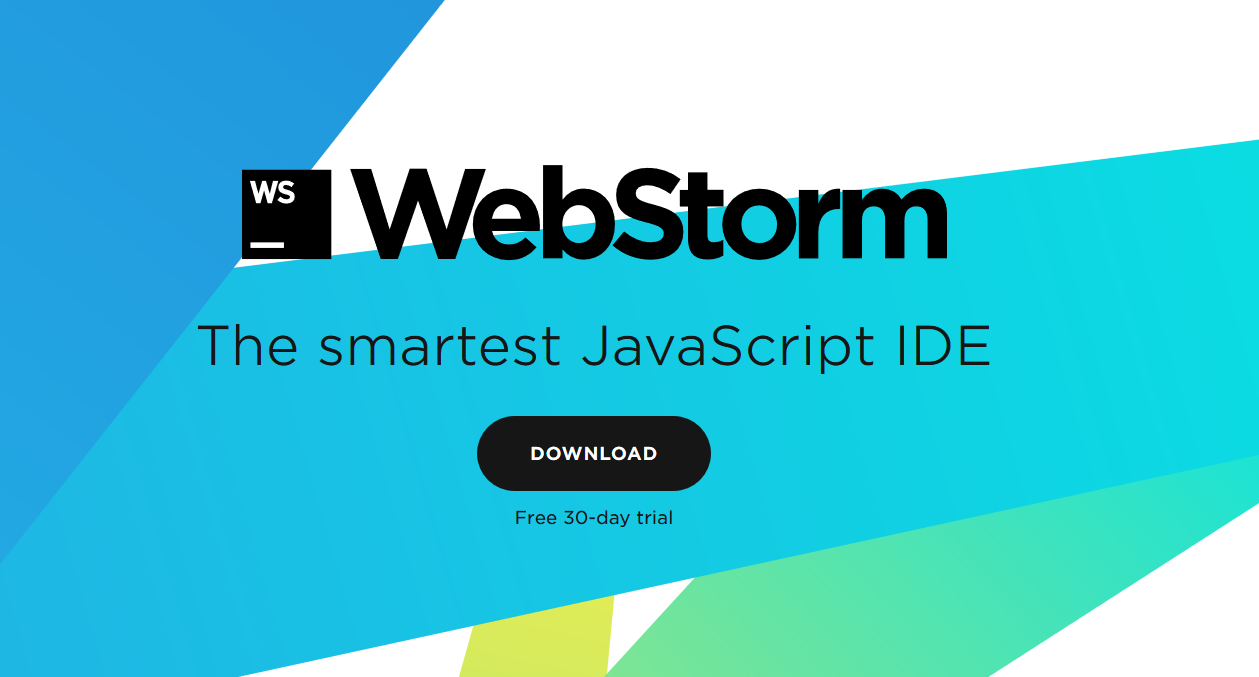 WS
WebStorm
The smartest JavaScript IDE
DOWNLOAD
Free 30-day trial